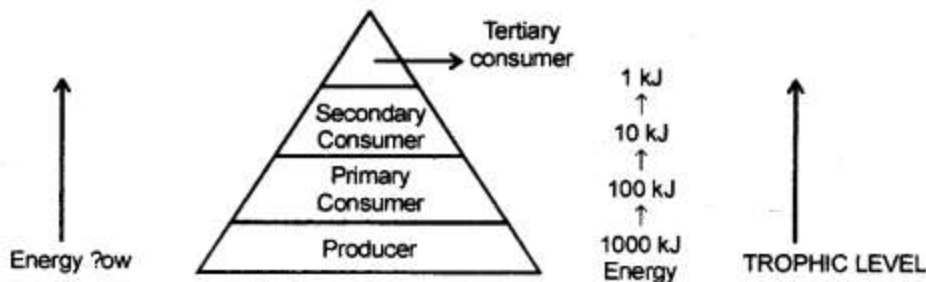 Tertiary
consumer
1 kJ
↑
Secondary
Consumer
10 kJ
↑
Primary
Consumer
100 kJ
↑
Producer
1000 kJ
Energy
Energy ?ow
TROPHIC LEVEL